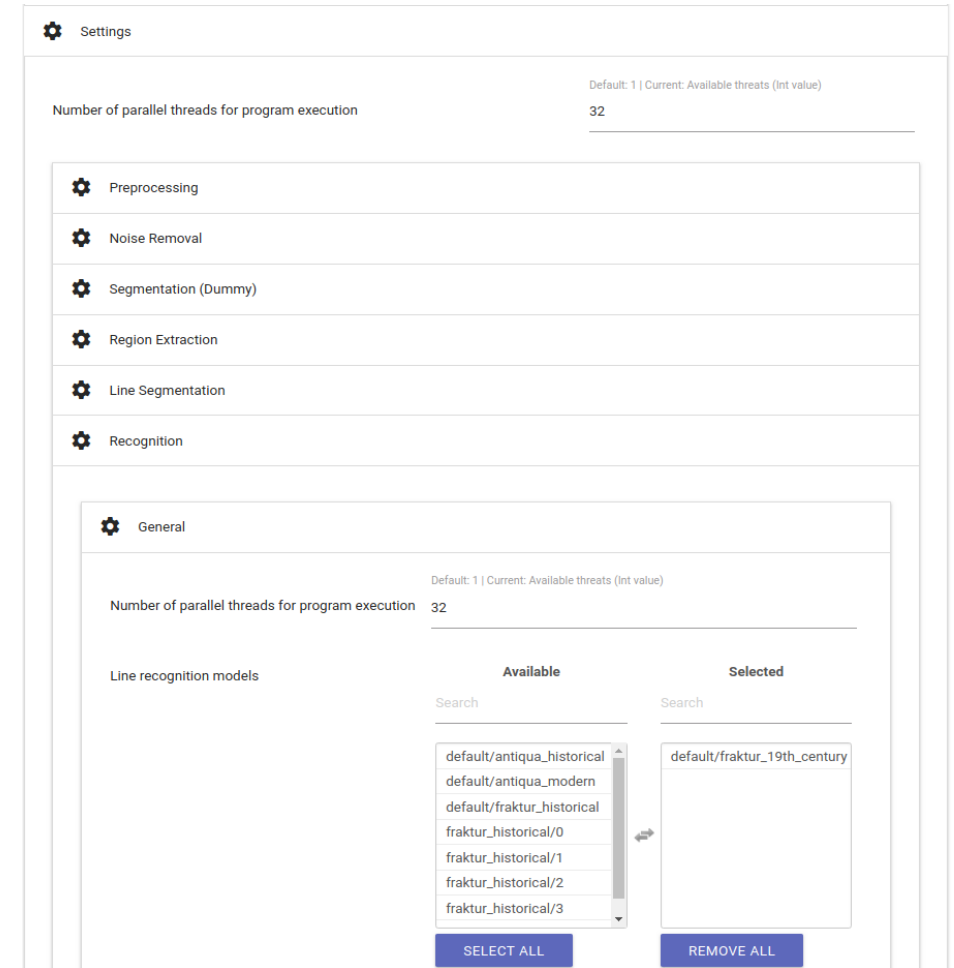 Settings
Default: 1 | Current: Available threats (Int value)
Number of parallel threads for program execution
32
Preprocessing
Noise Removal
Segmentation (Dummy)
Region Extraction
Line Segmentation
Recognition
General
Default: 1 | Current: Available threats (Int value)
Number of parallel threads for program execution 32
Line recognition models
Available
Selected
Search
Search
default/antiqua_historical
default/fraktur_19th_century
default/antiqua_modern
default/fraktur_historical
fraktur_historical/0
fraktur_historical/1
fraktur_historical/2
fraktur_historical/3
SELECT ALL
REMOVE ALL